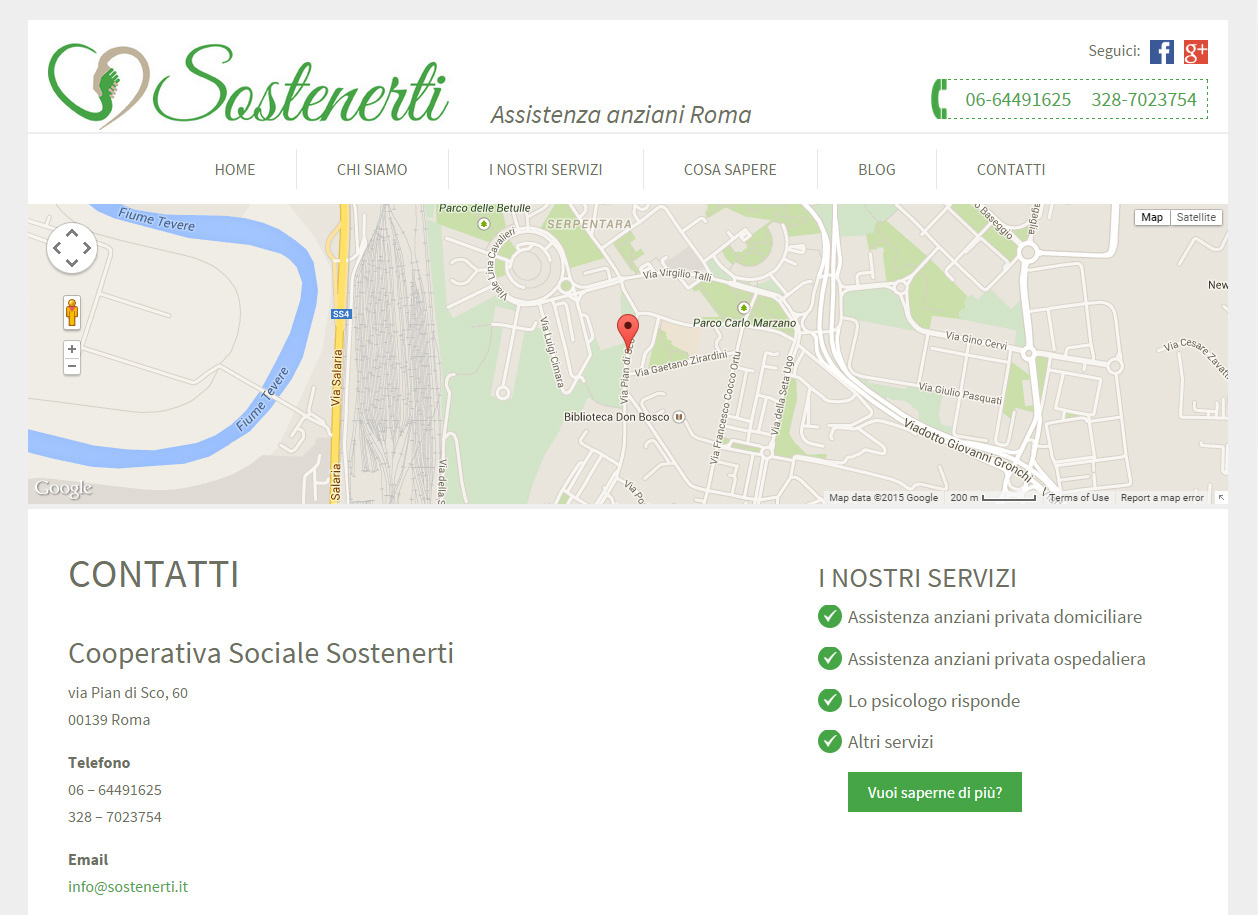 Sostenerti
Assistenza anziani Roma
Seguici:
06-64491625 328-7023754
HOME CHI SIAMO I NOSTRI SERVIZI COSA SAPERE BLOG CONTATTI
Parco delle Betulle
Fiume Tevere
SERPENTARA
Map Satellite
Viale Lina Cavalieri
Via Virgilio Talli
New
SS4
Parco Carlo Marzano
Via Luigi Cimara
Via Gino Cervi
Via Salaria
Via Pian di Sco
Via Gaetano Zirardini
Via Francesco Cocco Ortu
Via della Seta Ugo
Via Cesare Zavatt
Via Giulio Pasquati
Fiume Tevere
Biblioteca Don Bosco
Viadotto Giovanni Gronchi
Salaria
Via della S
Via Po
Google
Map data ©2015 Google 200 m Terms of Use Report a map error
CONTATTI
Cooperativa Sociale Sostenerti
via Pian di Sco, 60
00139 Roma
Telefono
06 – 64491625
328 – 7023754
Email
info@sostenerti.it
I NOSTRI SERVIZI
Assistenza anziani privata domiciliare
Assistenza anziani privata ospedaliera
Lo psicologo risponde
Altri servizi
Vuoi saperne di più?